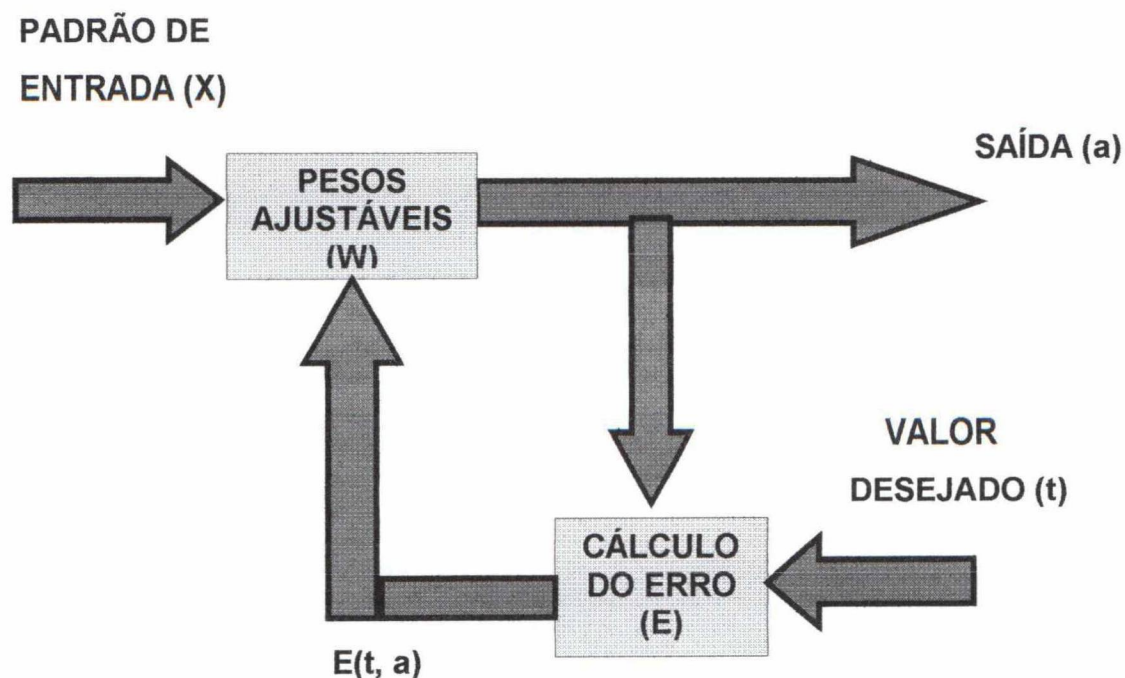 PADRÃO DE
ENTRADA (X)
SAÍDA (a)
PESOS
AJUSTÁVEIS
(W)
VALOR
DESEJADO (t)
CÁLCULO
DO ERRO
(E)
E(t, a)